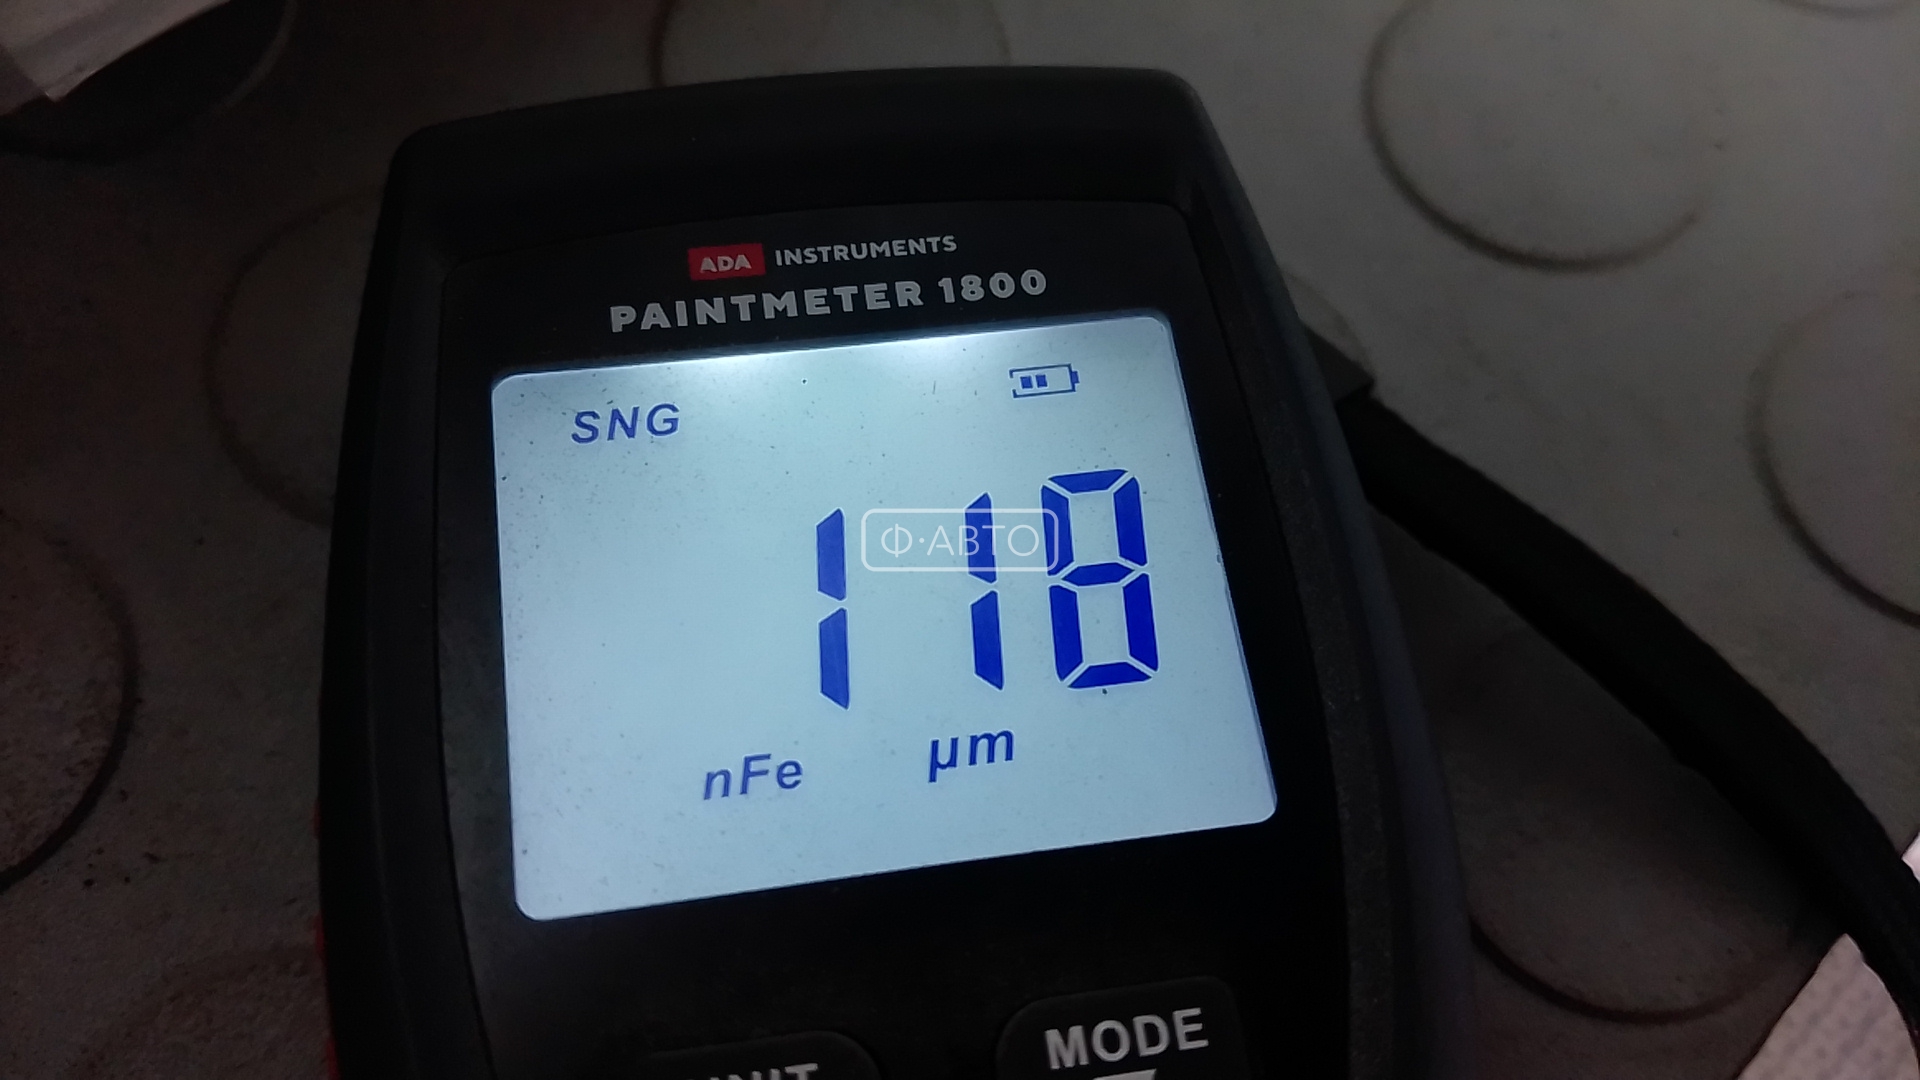 ADA INSTRUMENTS
PAINTMETER 1800
SNG
118
Ф·АВТО
nFe µm
MODE